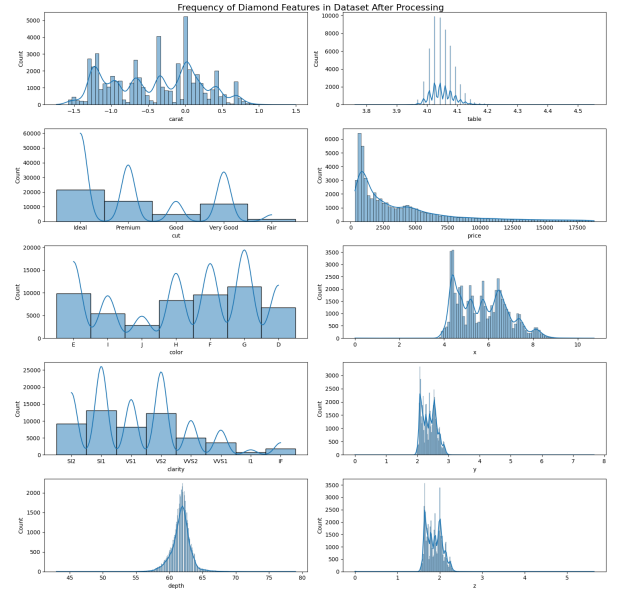 Frequency of Diamond Features in Dataset After Processing
5000
4000
3000
2000
1000
0
Count
−1.5 −1.0 −0.5 0.0 0.5 1.0 1.5
carat
10000
8000
6000
4000
2000
0
Count
3.8 3.9 4.0 4.1 4.2 4.3 4.4 4.5
table
60000
50000
40000
30000
20000
10000
0
Count
Ideal Premium Good Very Good Fair
cut
6000
5000
4000
3000
2000
1000
0
Count
0 2500 5000 7500 10000 12500 15000 17500
price
20000
15000
10000
5000
0
Count
E I J H F G D
color
3500
3000
2500
2000
1500
1000
500
0
Count
0 2 4 6 8 10
x
25000
20000
15000
10000
5000
0
Count
SI2 SI1 VS1 VS2 VVS2 VVS1 I1 IF
clarity
3000
2500
2000
1500
1000
500
0
Count
0 1 2 3 4 5 6 7 8
y
2000
1500
1000
500
0
Count
45 50 55 60 65 70 75 80
depth
3500
3000
2500
2000
1500
1000
500
0
Count
0 1 2 3 4 5
z